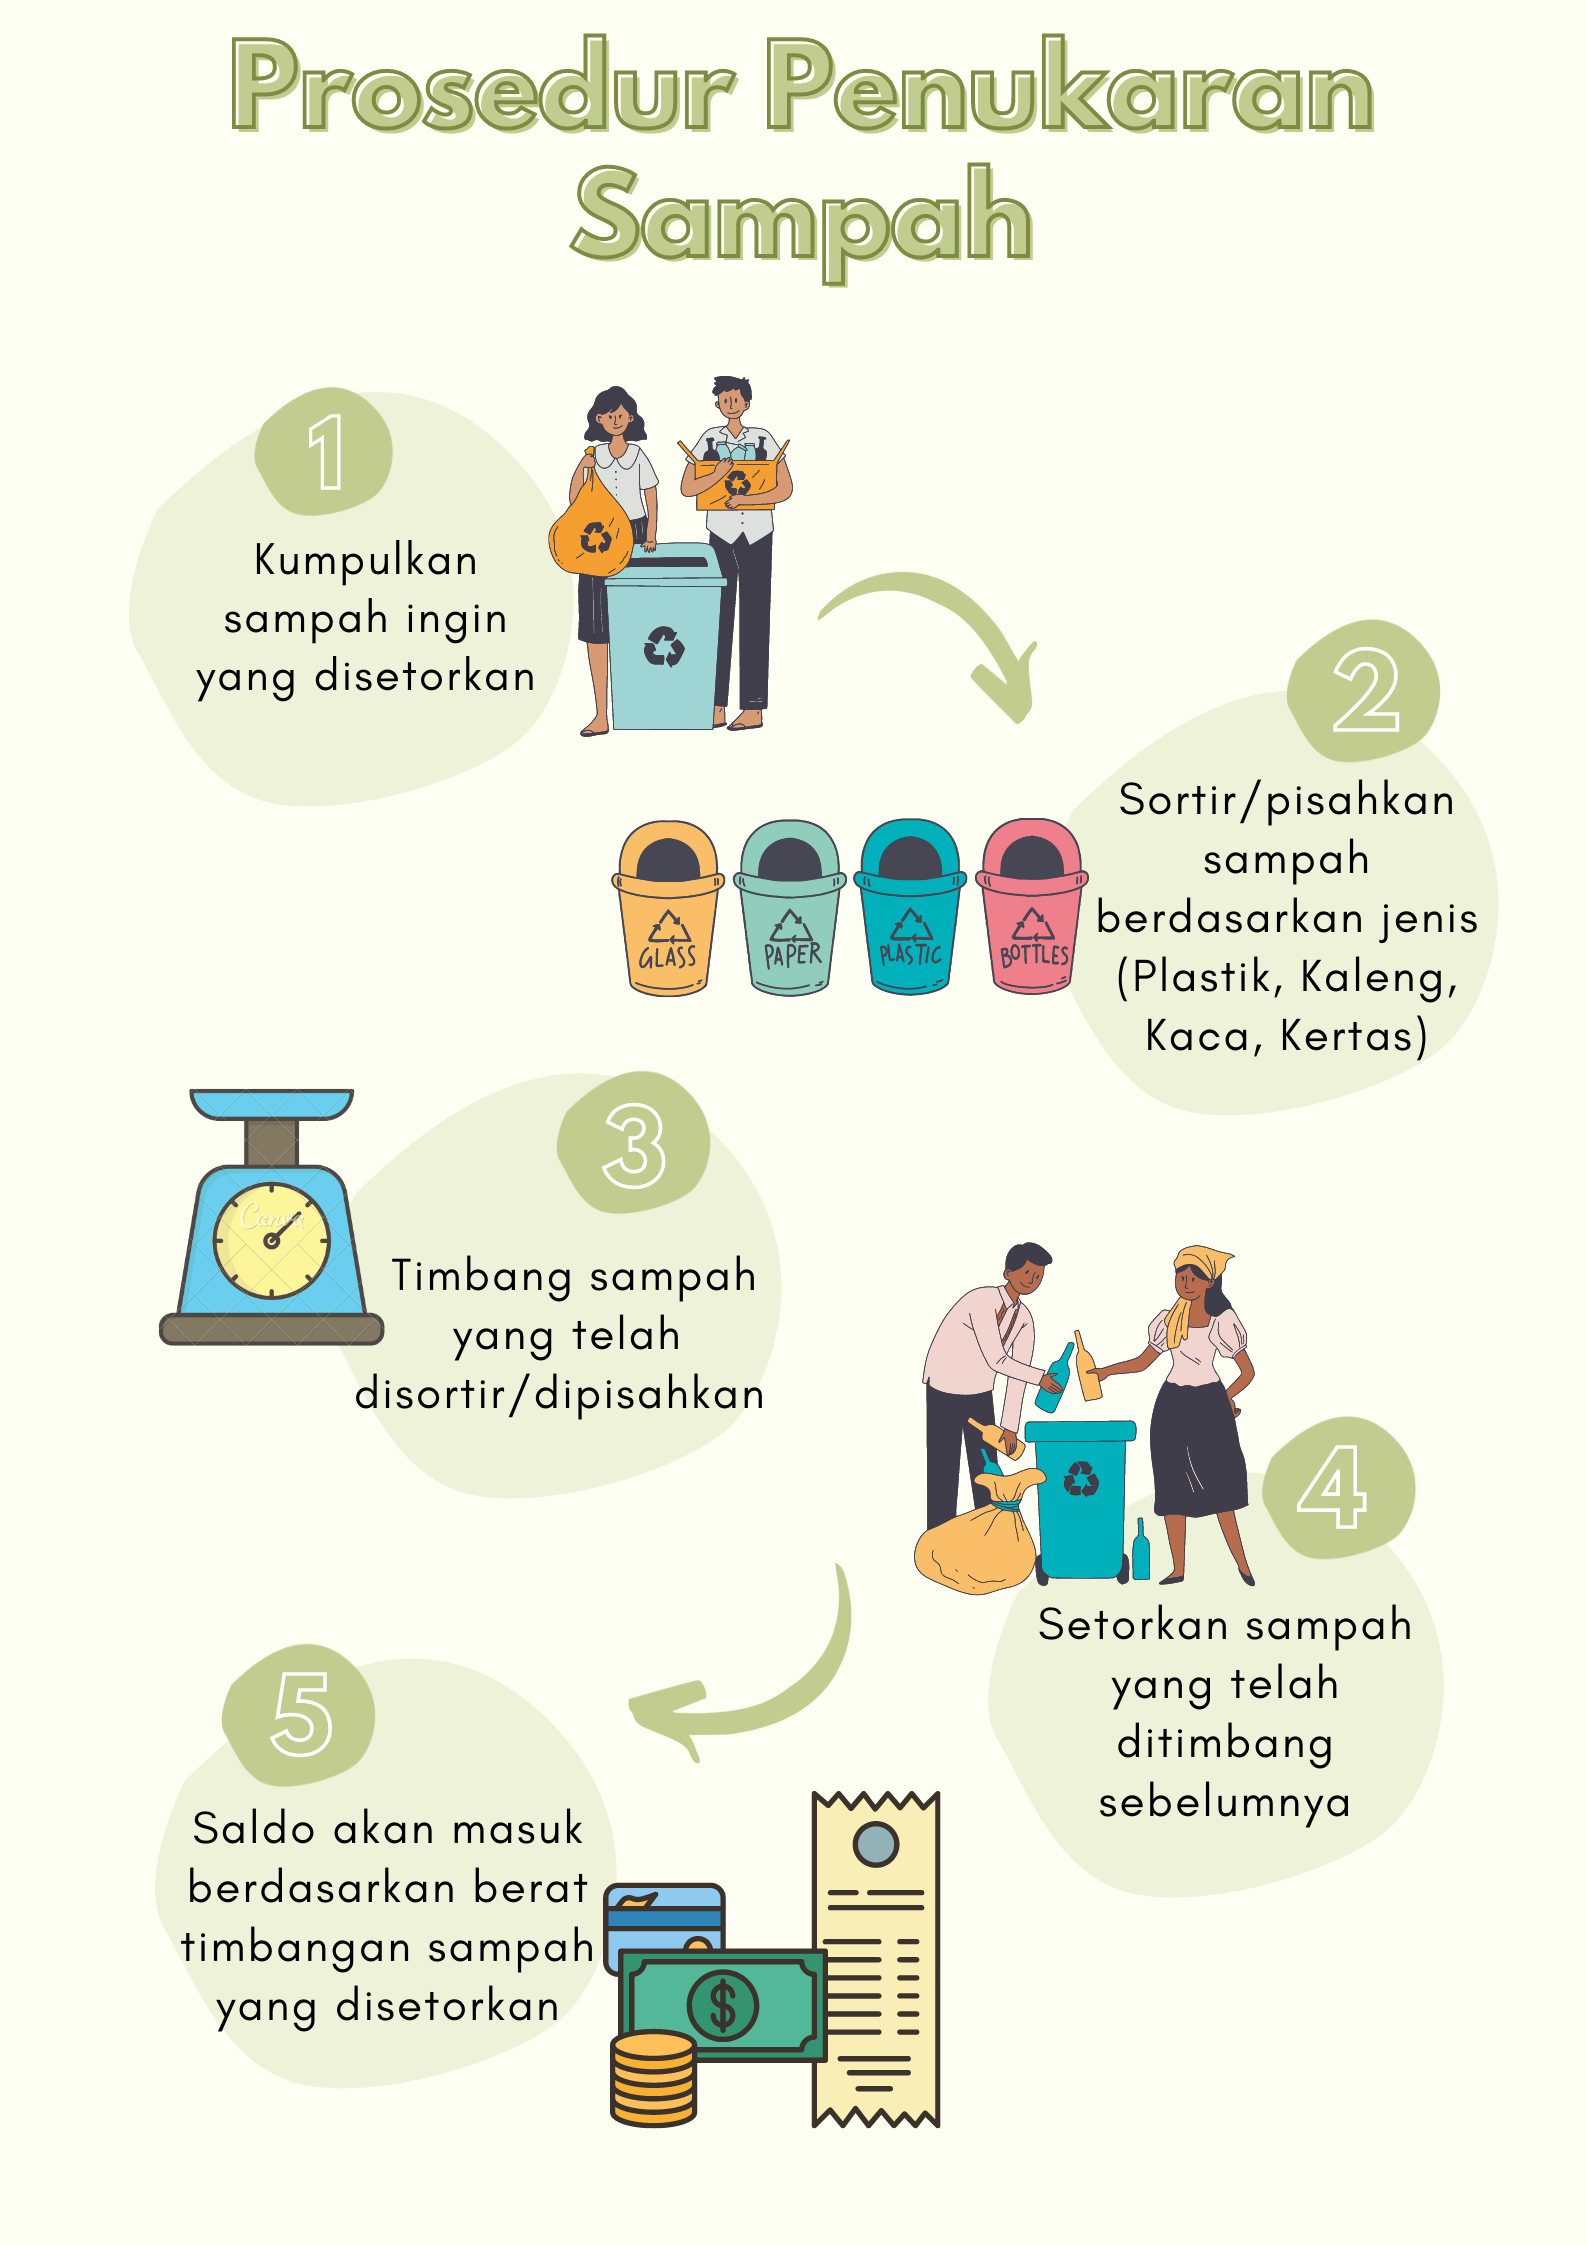 Prosedur Penukaran
Sampah
1
Kumpulkan
sampah ingin
yang disetorkan
2
Sortir/pisahkan
sampah
berdasarkan jenis
(Plastik, Kaleng,
Kaca, Kertas)
GLASS
PAPER
PLASTIC
BOTTLES
3
Canva
Timbang sampah
yang telah
disortir/dipisahkan
4
Setorkan sampah
yang telah
ditimbang
sebelumnya
5
Saldo akan masuk
berdasarkan berat
timbangan sampah
yang disetorkan
$